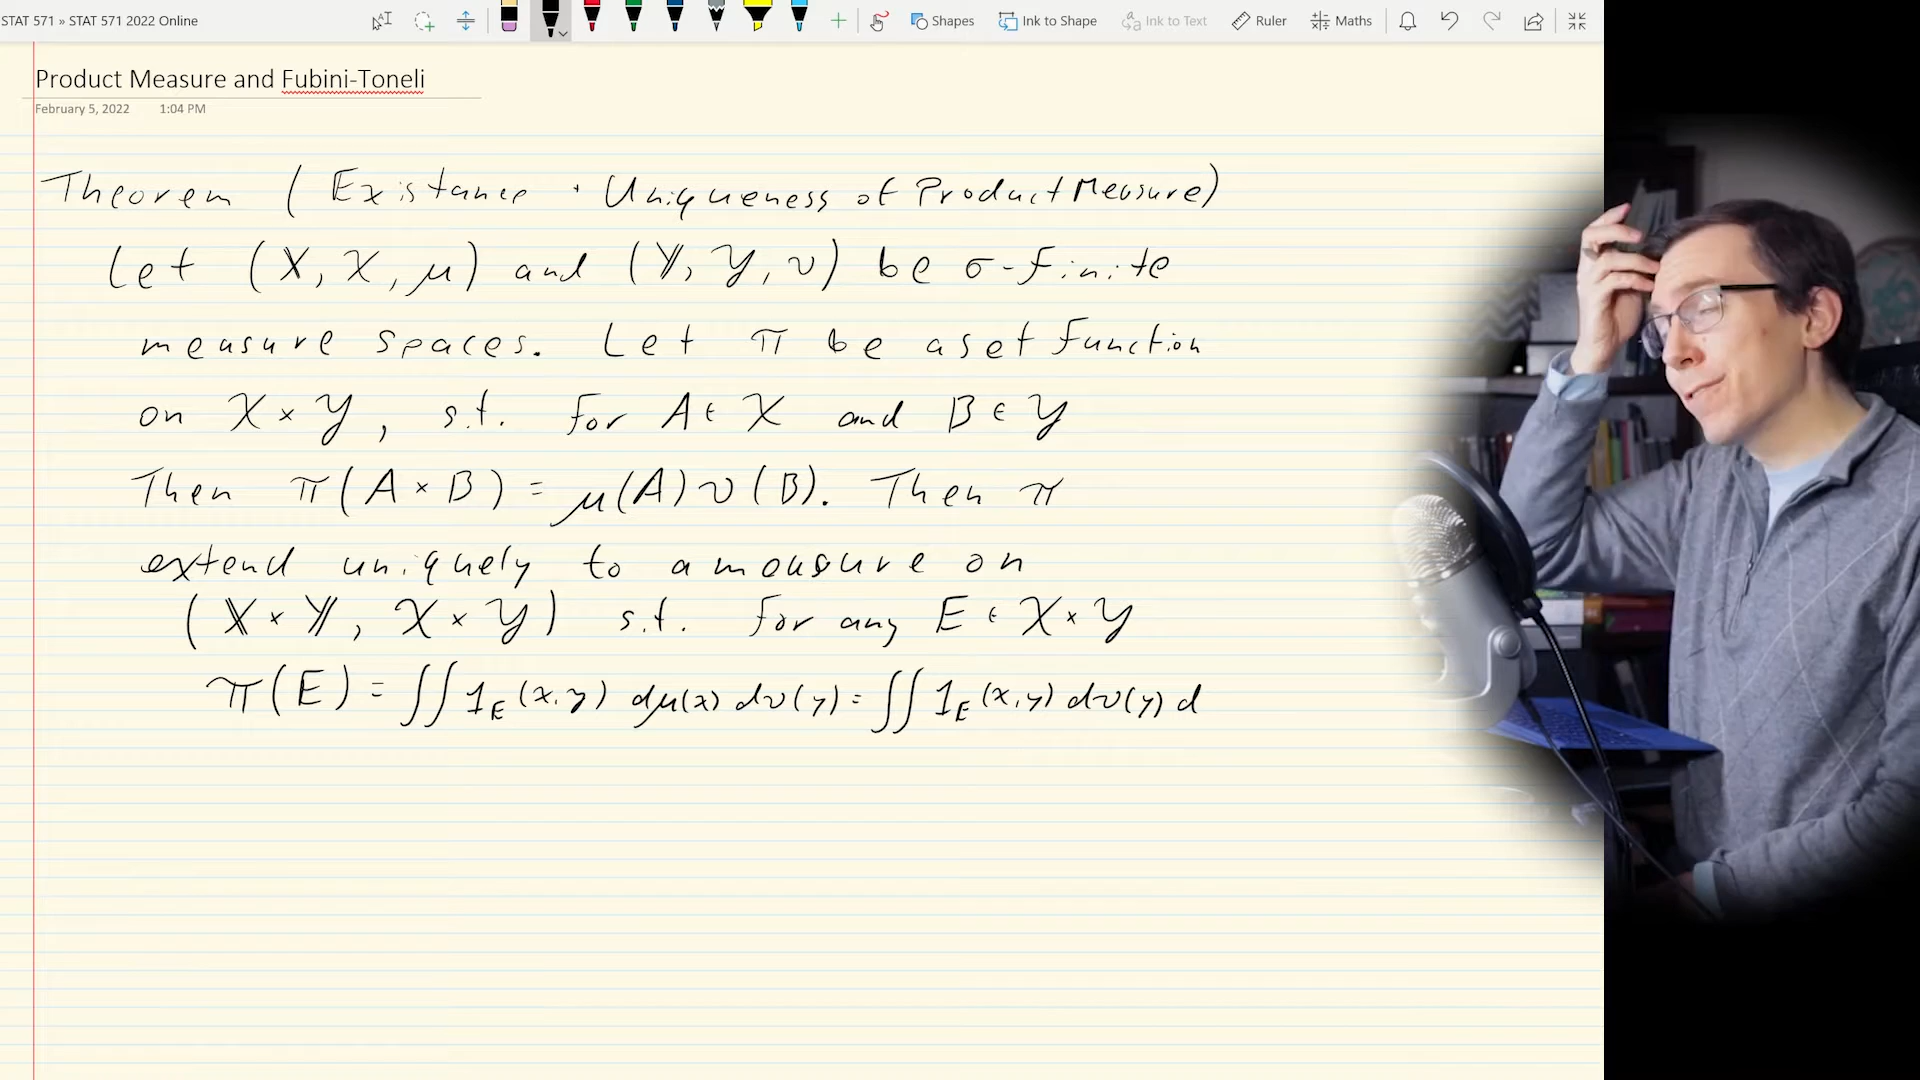 STAT 571 » STAT 571 2022 Online
Shapes Ink to Shape Ink to Text Ruler Maths
Product Measure and Fubini-Toneli
February 5, 2022 1:04 PM
Theorem ( Existance + Uniqueness of Product Measure)
Let (𝕏, 𝒳, μ) and (𝕐, 𝒴, ν) be σ-finite
measure spaces. Let π be a set function
on 𝒳 × 𝒴, s.t. for A ∈ 𝒳 and B ∈ 𝒴
Then π(A × B) = μ(A) ν(B). Then π
extend uniquely to a measure on
(𝕏 × 𝕐, 𝒳 × 𝒴) s.t. for any E ∈ 𝒳 × 𝒴
π(E) = ∫∫ 1_E (x,y) dμ(x) dν(y) = ∫∫ 1_E (x,y) dν(y) d